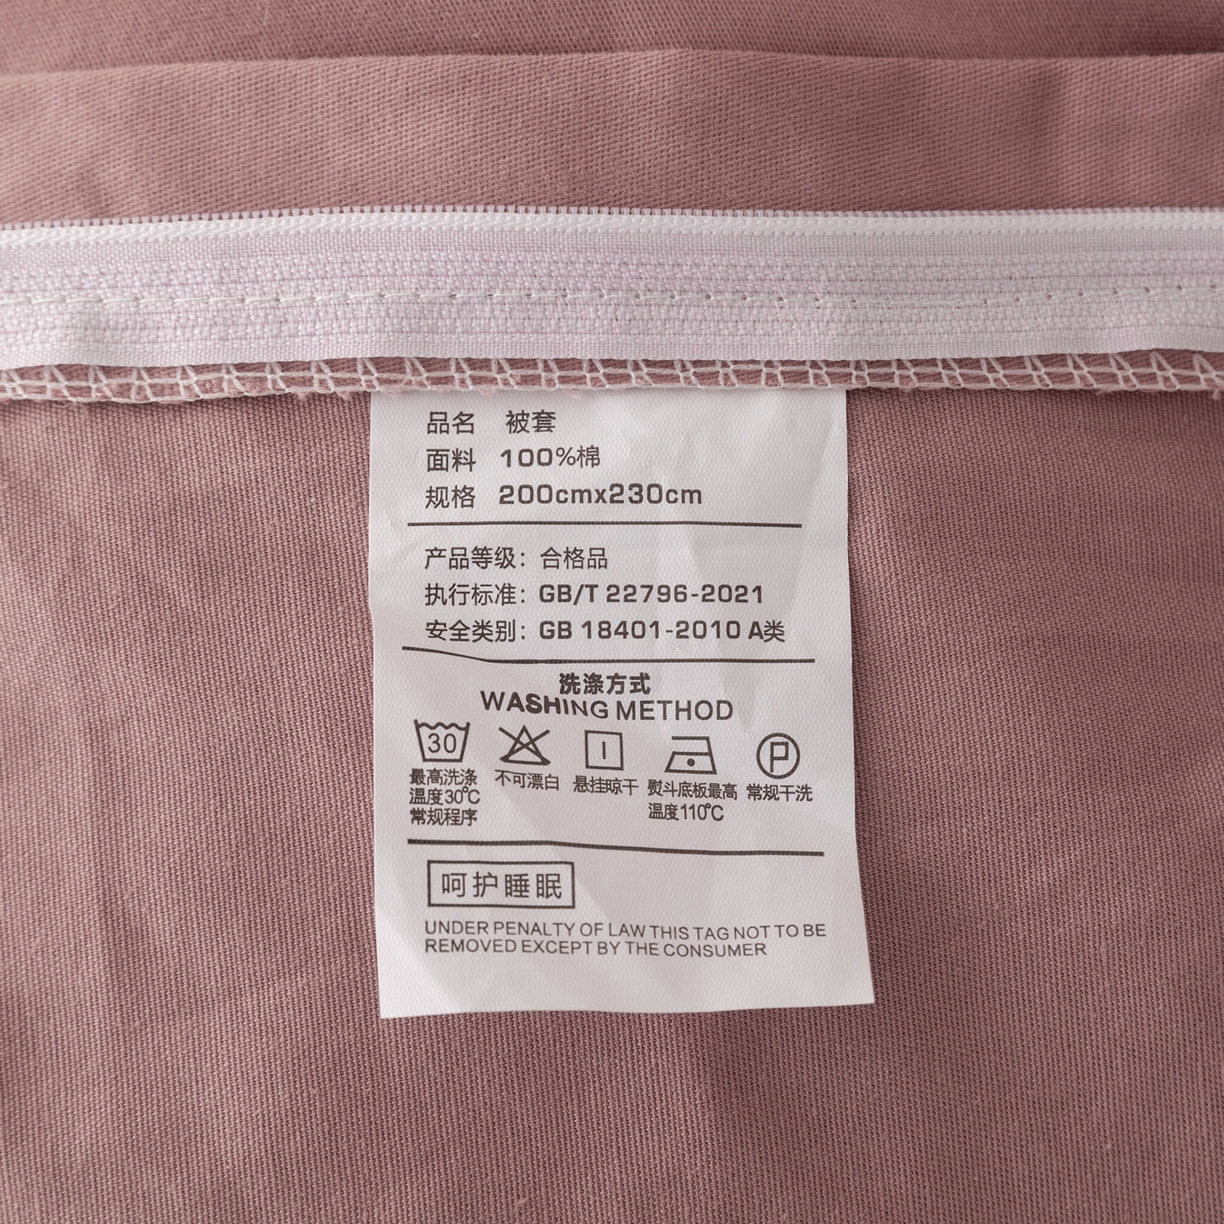 品名 被套
面料 100%棉
规格 200cmx230cm
产品等级：合格品
执行标准：GB/T 22796-2021
安全类别：GB 18401-2010 A类
洗涤方式
WASHING METHOD
30
P
最高洗涤
温度30℃
常规程序
不可漂白
悬挂晾干
熨斗底板最高
温度110℃
常规干洗
呵护睡眠
UNDER PENALTY OF LAW THIS TAG NOT TO BE
REMOVED EXCEPT BY THE CONSUMER